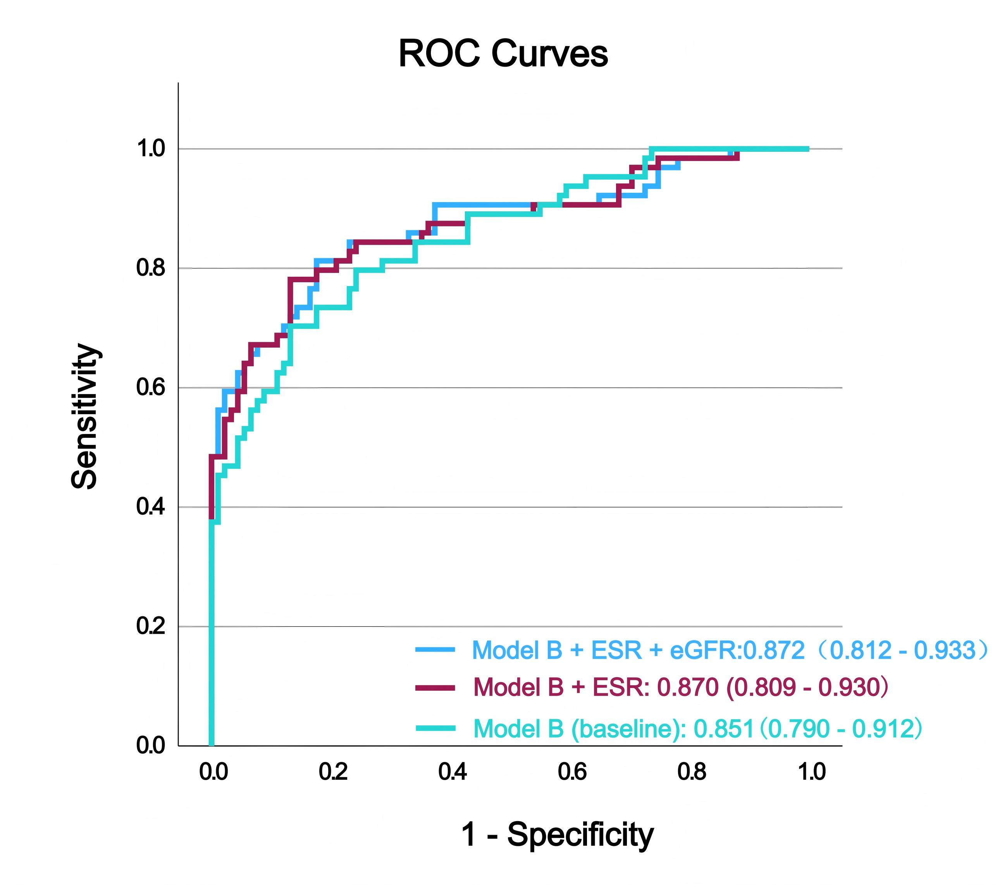 ROC Curves
1.0
0.8
0.6
0.4
0.2
0.0
Sensitivity
Model B + ESR + eGFR:0.872（0.812 - 0.933）
Model B + ESR: 0.870 (0.809 - 0.930）
Model B (baseline): 0.851（0.790 - 0.912）
0.0 0.2 0.4 0.6 0.8 1.0
1 - Specificity